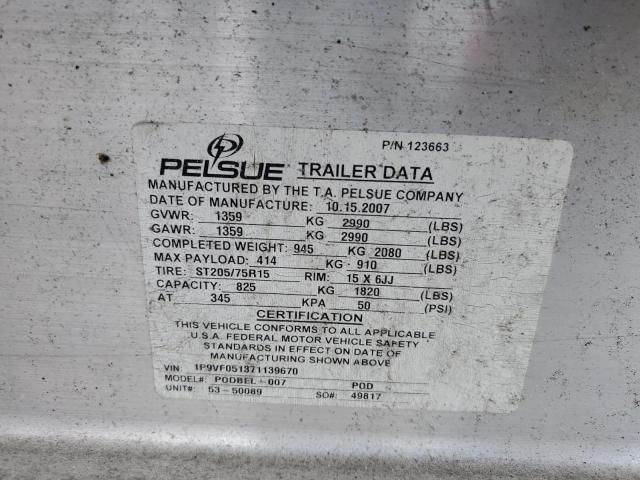 P/N 123663
PELSUE TRAILER DATA
MANUFACTURED BY THE T.A. PELSUE COMPANY
DATE OF MANUFACTURE: 10.15.2007
GVWR: 1359 KG 2990 (LBS)
GAWR: 1359 KG 2990 (LBS)
COMPLETED WEIGHT: 945 KG 2080 (LBS)
MAX PAYLOAD: 414 KG 910 (LBS)
TIRE: ST205/75R15 RIM: 15 X 6JJ
CAPACITY: 825 KG 1820 (LBS)
AT 345 KPA 50 (PSI)
CERTIFICATION
THIS VEHICLE CONFORMS TO ALL APPLICABLE
U.S.A. FEDERAL MOTOR VEHICLE SAFETY
STANDARDS IN EFFECT ON DATE OF
MANUFACTURING SHOWN ABOVE
VIN: 1P9VF051371139670
MODEL#: PODBEL-007 POD
UNIT#: 53-50089 SO#: 49817